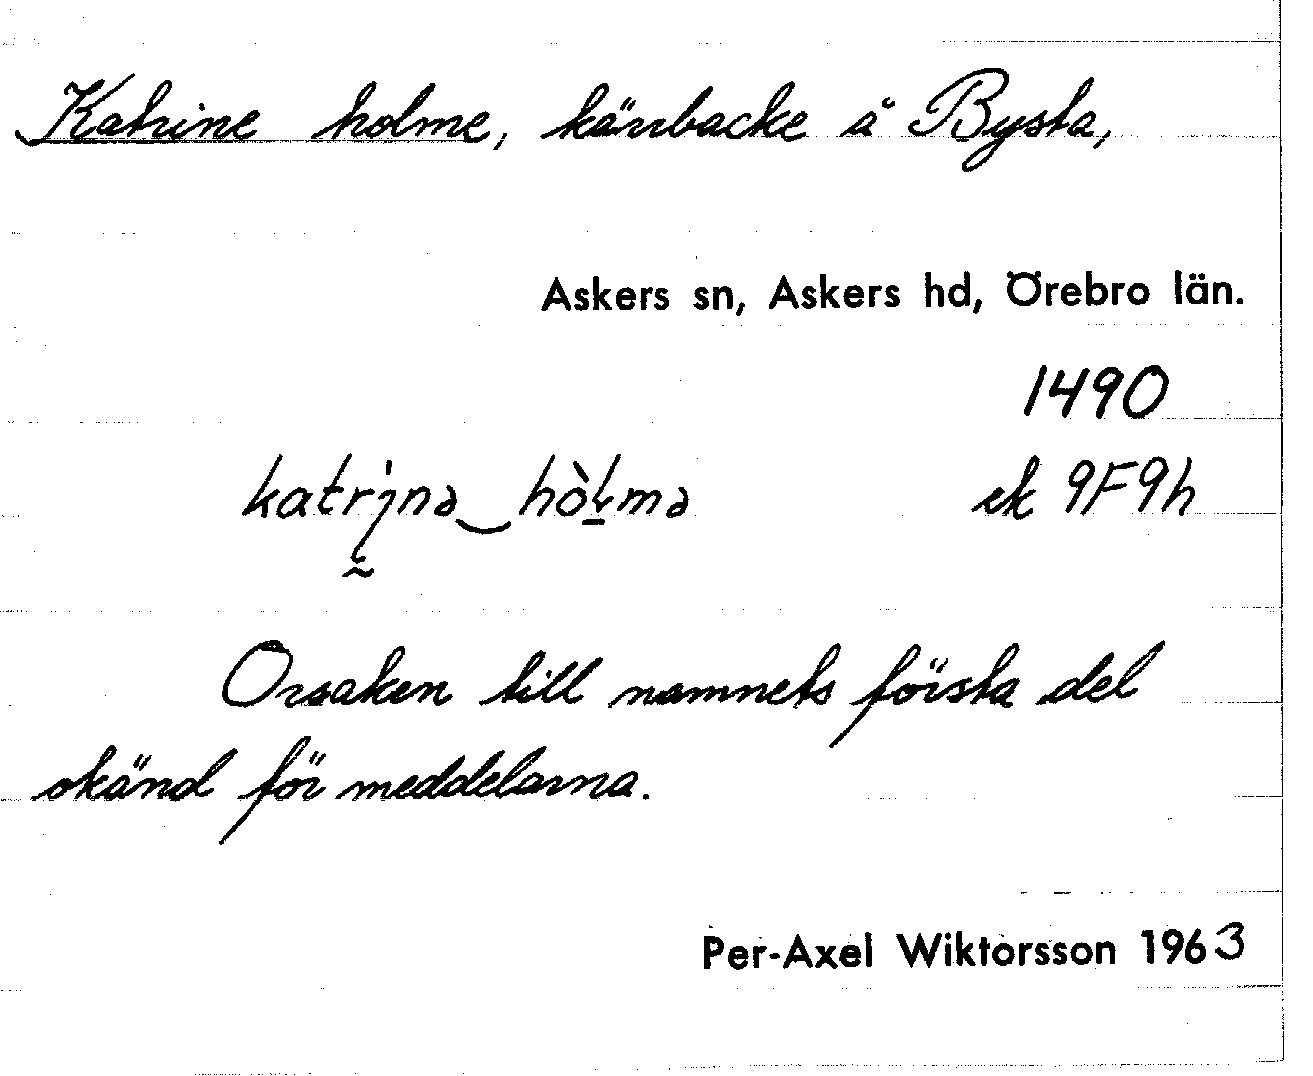 Katrine holme, kärrbacke å Bysta,
Askers sn, Askers hd, Örebro län.
1490
ek 9F9h
Orsaken till namnets första del
okänd för meddelarna.
Per-Axel Wiktorsson 1963